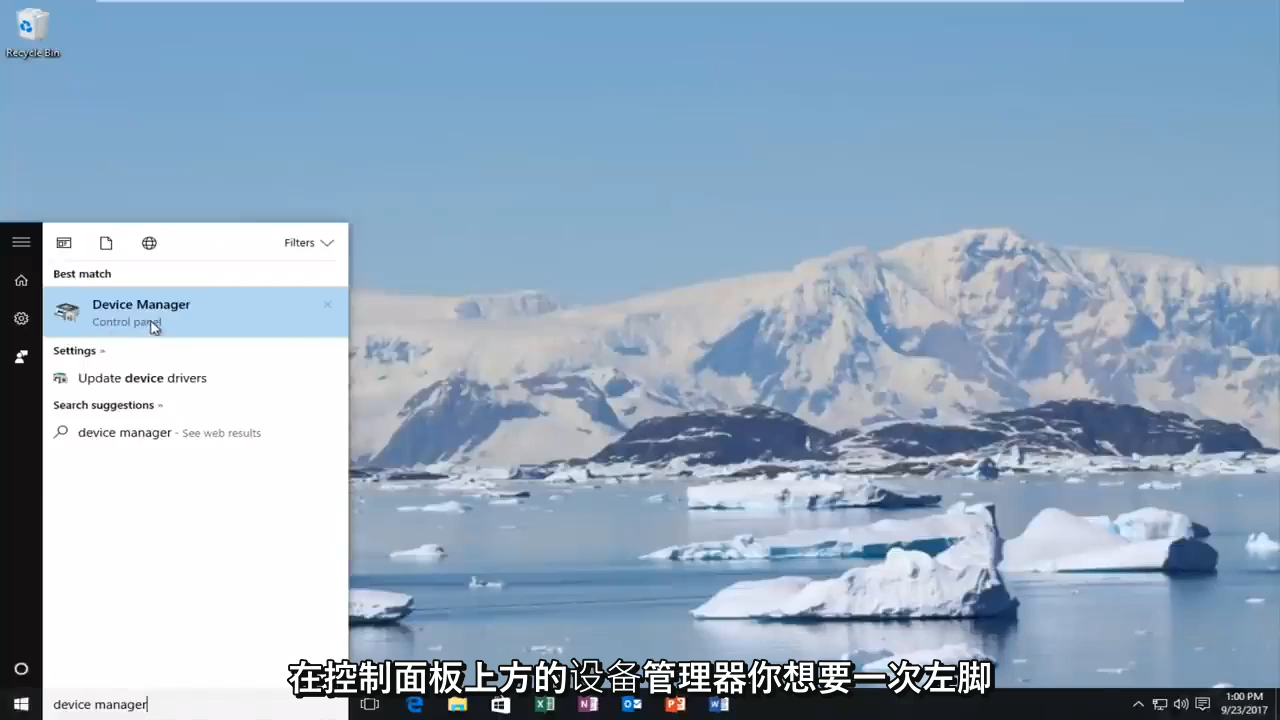 Recycle Bin
Filters
Best match
Device Manager
Control panel
Settings »
Update device drivers
Search suggestions »
device manager - See web results
在控制面板上方的设备管理器你想要一次左脚
device manager
1:00 PM
9/23/2017